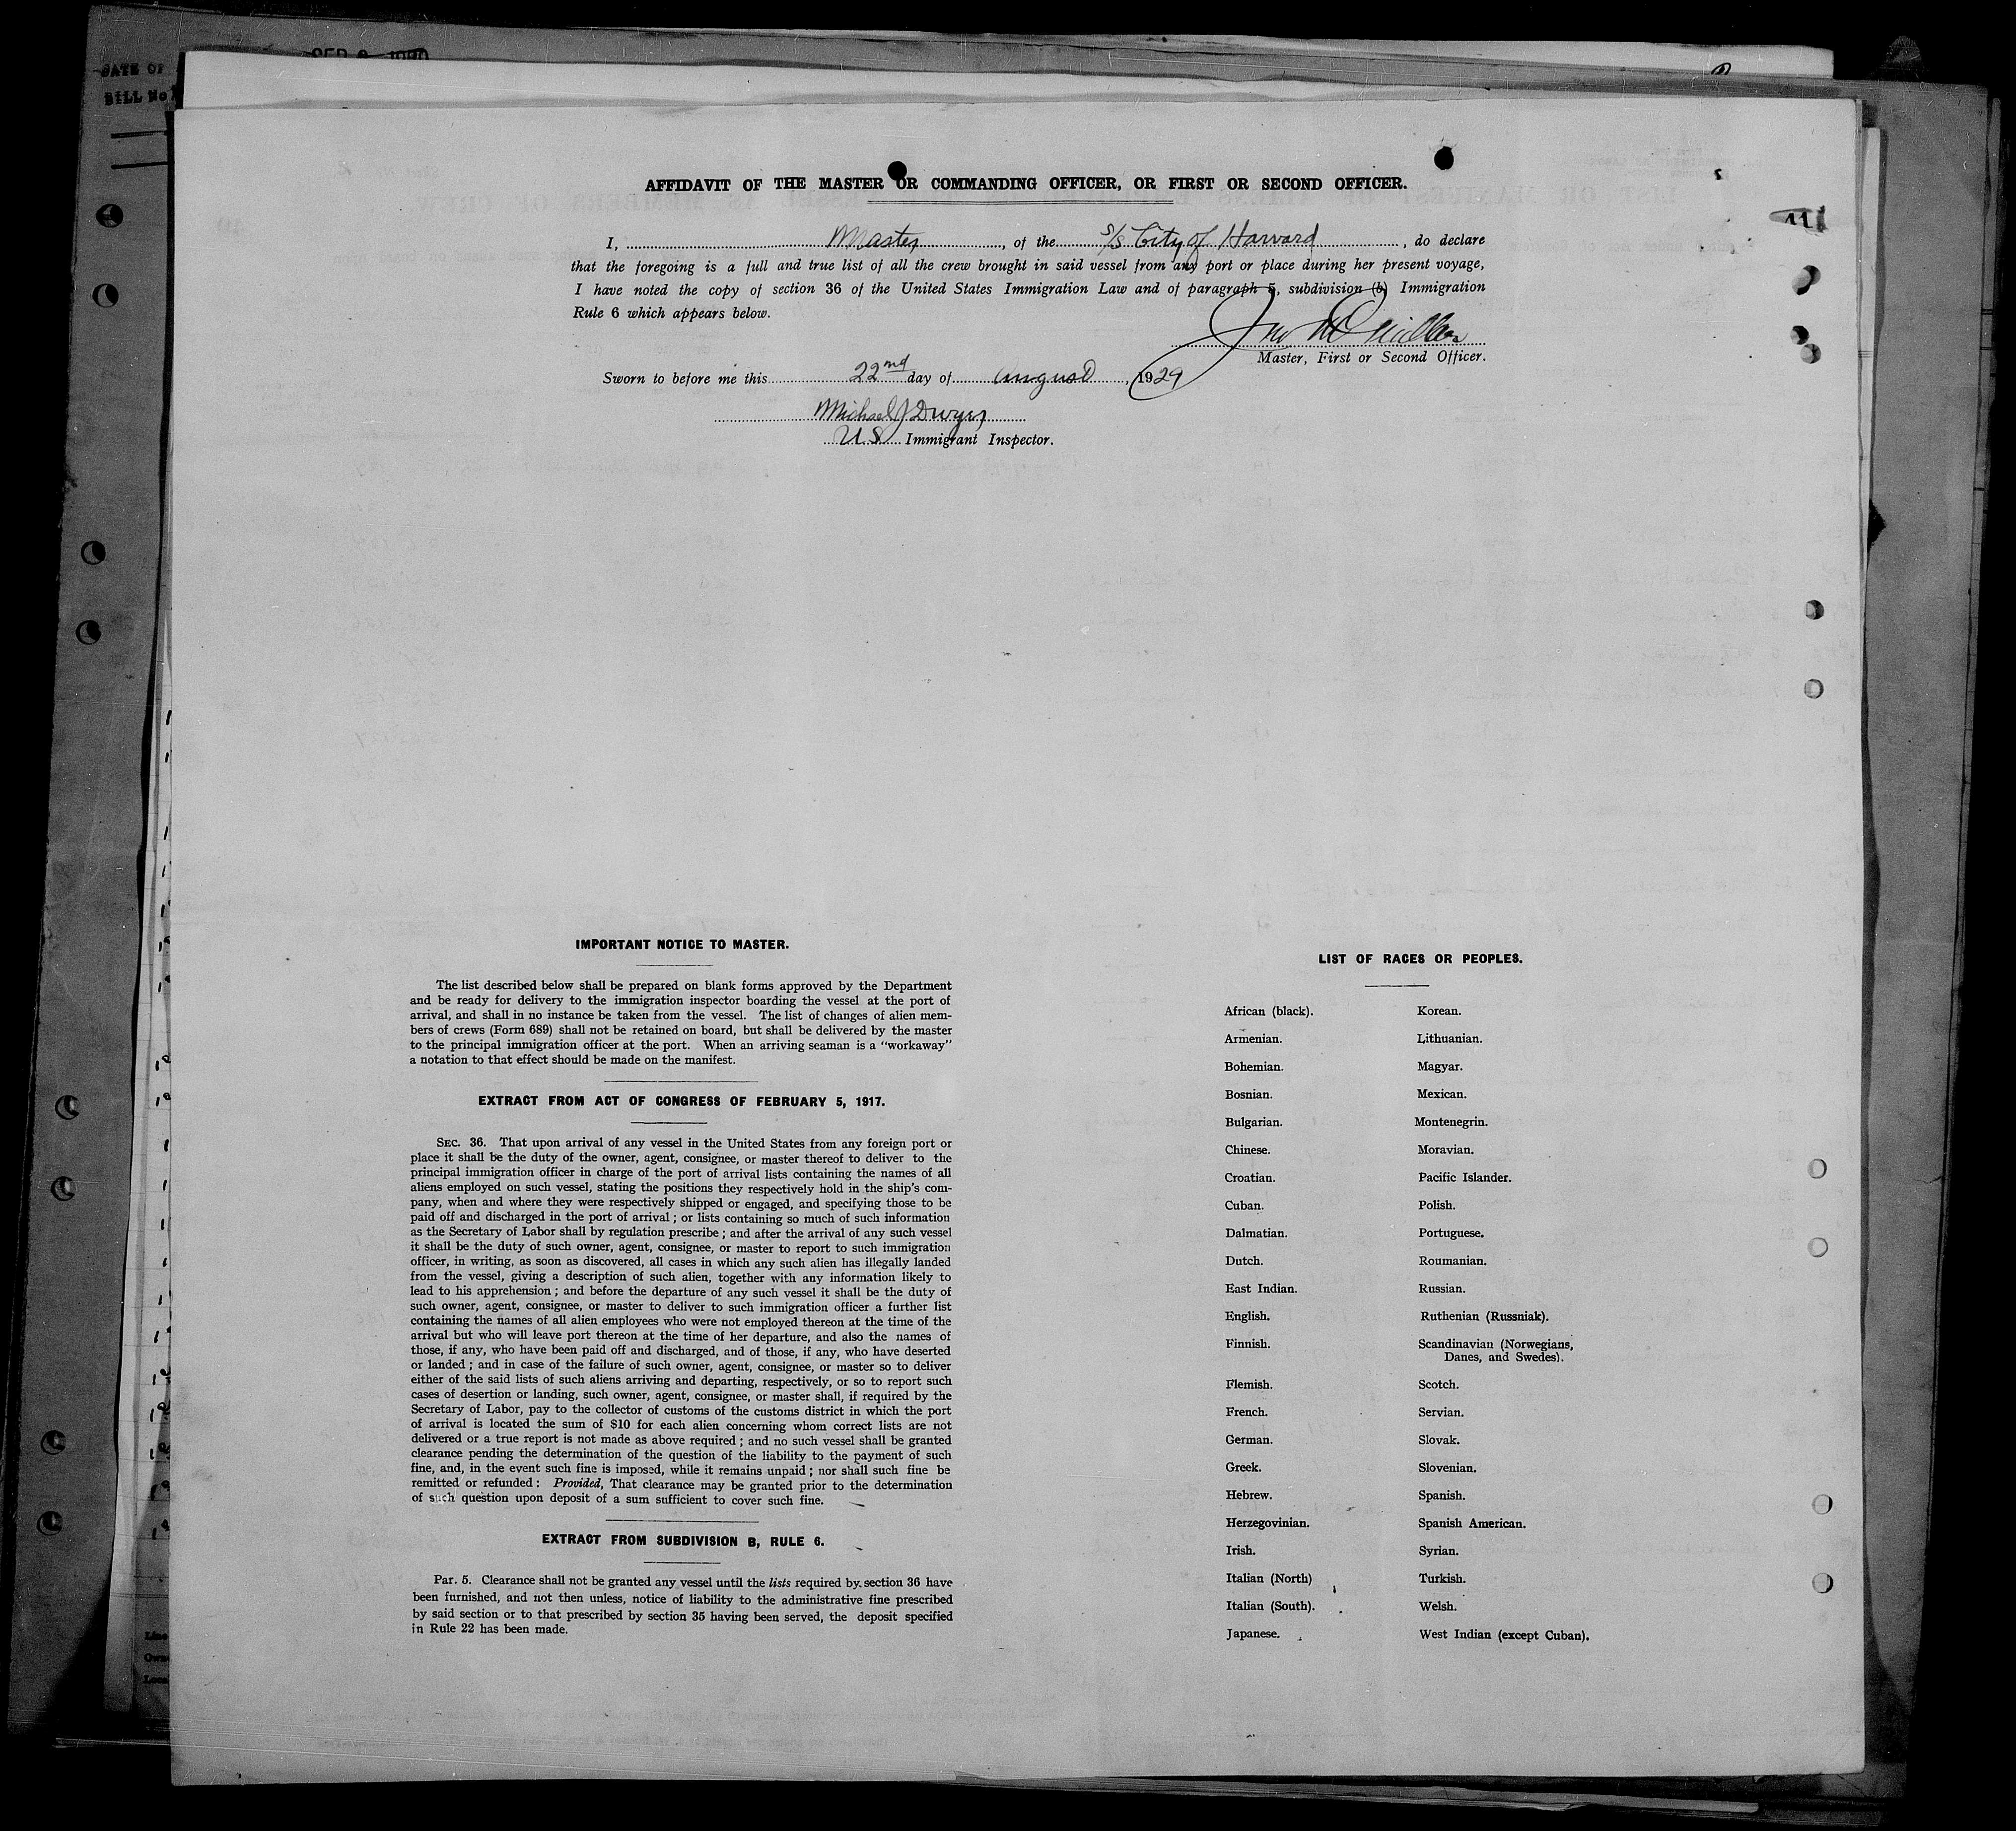 DATE OF
BILL No
41
AFFIDAVIT OF THE MASTER OR COMMANDING OFFICER, OR FIRST OR SECOND OFFICER.
I, Master, of the S/S City of Harvard, do declare
that the foregoing is a full and true list of all the crew brought in said vessel from any port or place during her present voyage,
I have noted the copy of section 36 of the United States Immigration Law and of paragraph 5, subdivision (b) Immigration
Rule 6 which appears below.
Master, First or Second Officer.
Sworn to before me this 22nd day of August, 1929
Michael J Dwyer
US Immigrant Inspector.
IMPORTANT NOTICE TO MASTER.
The list described below shall be prepared on blank forms approved by the Department
and be ready for delivery to the immigration inspector boarding the vessel at the port of
arrival, and shall in no instance be taken from the vessel. The list of changes of alien mem-
bers of crews (Form 689) shall not be retained on board, but shall be delivered by the master
to the principal immigration officer at the port. When an arriving seaman is a "workaway"
a notation to that effect should be made on the manifest.
EXTRACT FROM ACT OF CONGRESS OF FEBRUARY 5, 1917.
SEC. 36. That upon arrival of any vessel in the United States from any foreign port or
place it shall be the duty of the owner, agent, consignee, or master thereof to deliver to the
principal immigration officer in charge of the port of arrival lists containing the names of all
aliens employed on such vessel, stating the positions they respectively hold in the ship's com-
pany, when and where they were respectively shipped or engaged, and specifying those to be
paid off and discharged in the port of arrival; or lists containing so much of such information
as the Secretary of Labor shall by regulation prescribe; and after the arrival of any such vessel
it shall be the duty of such owner, agent, consignee, or master to report to such immigration
officer, in writing, as soon as discovered, all cases in which any such alien has illegally landed
from the vessel, giving a description of such alien, together with any information likely to
lead to his apprehension; and before the departure of any such vessel it shall be the duty of
such owner, agent, consignee, or master to deliver to such immigration officer a further list
containing the names of all alien employees who were not employed thereon at the time of the
arrival but who will leave port thereon at the time of her departure, and also the names of
those, if any, who have been paid off and discharged, and of those, if any, who have deserted
or landed; and in case of the failure of such owner, agent, consignee, or master so to deliver
either of the said lists of such aliens arriving and departing, respectively, or so to report such
cases of desertion or landing, such owner, agent, consignee, or master shall, if required by the
Secretary of Labor, pay to the collector of customs of the customs district in which the port
of arrival is located the sum of $10 for each alien concerning whom correct lists are not
delivered or a true report is not made as above required; and no such vessel shall be granted
clearance pending the determination of the question of the liability to the payment of such
fine, and, in the event such fine is imposed, while it remains unpaid; nor shall such fine be
remitted or refunded: Provided, That clearance may be granted prior to the determination
of such question upon deposit of a sum sufficient to cover such fine.
EXTRACT FROM SUBDIVISION B, RULE 6.
Par. 5. Clearance shall not be granted any vessel until the lists required by section 36 have
been furnished, and not then unless, notice of liability to the administrative fine prescribed
by said section or to that prescribed by section 35 having been served, the deposit specified
in Rule 22 has been made.
LIST OF RACES OR PEOPLES.
African (black).
Armenian.
Bohemian.
Bosnian.
Bulgarian.
Chinese.
Croatian.
Cuban.
Dalmatian.
Dutch.
East Indian.
English.
Finnish.
Flemish.
French.
German.
Greek.
Hebrew.
Herzegovinian.
Irish.
Italian (North)
Italian (South).
Japanese.
Korean.
Lithuanian.
Magyar.
Mexican.
Montenegrin.
Moravian.
Pacific Islander.
Polish.
Portuguese.
Roumanian.
Russian.
Ruthenian (Russniak).
Scandinavian (Norwegians,
Danes, and Swedes).
Scotch.
Servian.
Slovak.
Slovenian.
Spanish.
Spanish American.
Syrian.
Turkish.
Welsh.
West Indian (except Cuban).